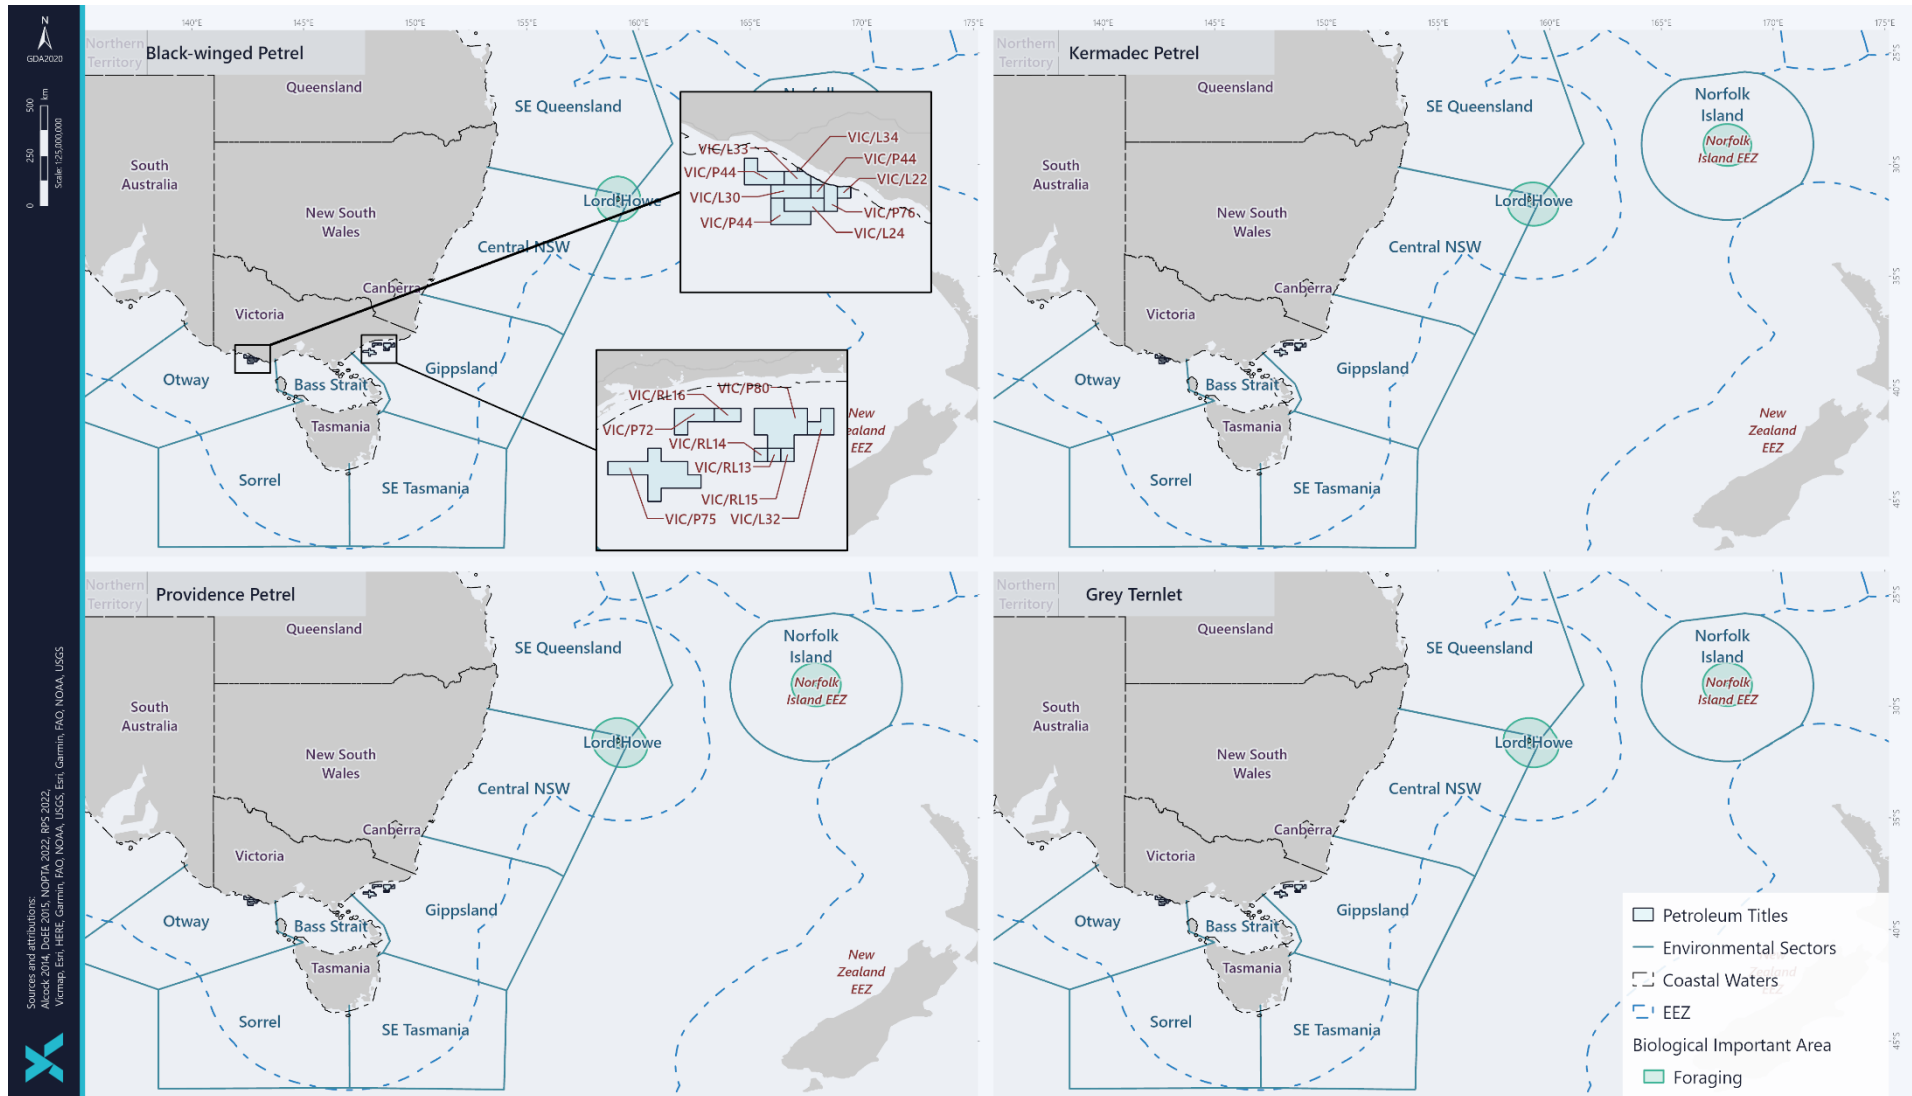 140°E 145°E 150°E 155°E 160°E 165°E 170°E 175°E
140°E 145°E 150°E 155°E 160°E 165°E 170°E 175°E
N
GDA2020
km
0 250 500
Scale: 1:25,000,000
Sources and attributions:
Alcock 2014, DoEE 2015, NOPTA 2022, RPS 2022,
Vicmap, Esri, HERE, Garmin, FAO, NOAA, USGS, Esri, Garmin, FAO, NOAA, USGS
Northern
Territory
Black-winged Petrel
Queensland
SE Queensland
South
Australia
New South
Wales
Lord Howe
Central NSW
Canberra
Victoria
Otway
Bass Strait
Gippsland
Tasmania
Sorrel
SE Tasmania
New
ealand
EEZ
VIC/L34
VIC/L33
VIC/P44
VIC/P44
VIC/L22
VIC/L30
VIC/P76
VIC/P44
VIC/L24
VIC/P80
VIC/RL16
VIC/P72
VIC/RL14
VIC/RL13
VIC/RL15
VIC/P75
VIC/L32
Northern
Territory
Kermadec Petrel
Queensland
SE Queensland
Norfolk
Island
Norfolk
Island EEZ
South
Australia
New South
Wales
Lord Howe
Central NSW
Canberra
Victoria
Otway
Bass Strait
Gippsland
Tasmania
Sorrel
SE Tasmania
New
Zealand
EEZ
25°S
30°S
35°S
40°S
45°S
Northern
Territory
Providence Petrel
Queensland
SE Queensland
Norfolk
Island
Norfolk
Island EEZ
South
Australia
New South
Wales
Lord Howe
Central NSW
Canberra
Victoria
Otway
Bass Strait
Gippsland
Tasmania
Sorrel
SE Tasmania
New
Zealand
EEZ
Northern
Territory
Grey Ternlet
Queensland
SE Queensland
Norfolk
Island
Norfolk
Island EEZ
South
Australia
New South
Wales
Lord Howe
Central NSW
Canberra
Victoria
Otway
Bass Strait
Gippsland
Tasmania
Sorrel
SE Tasmania
25°S
30°S
35°S
40°S
45°S
Petroleum Titles
Environmental Sectors
Coastal Waters
EEZ
Biological Important Area
Foraging